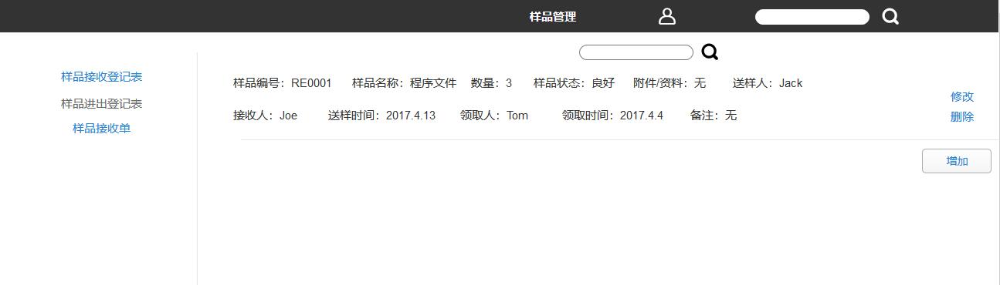 样品管理
样品接收登记表
样品进出登记表
样品接收单
样品编号：RE0001 样品名称：程序文件 数量：3 样品状态：良好 附件/资料：无 送样人：Jack
接收人：Joe 送样时间：2017.4.13 领取人：Tom 领取时间：2017.4.4 备注：无
修改
删除
增加